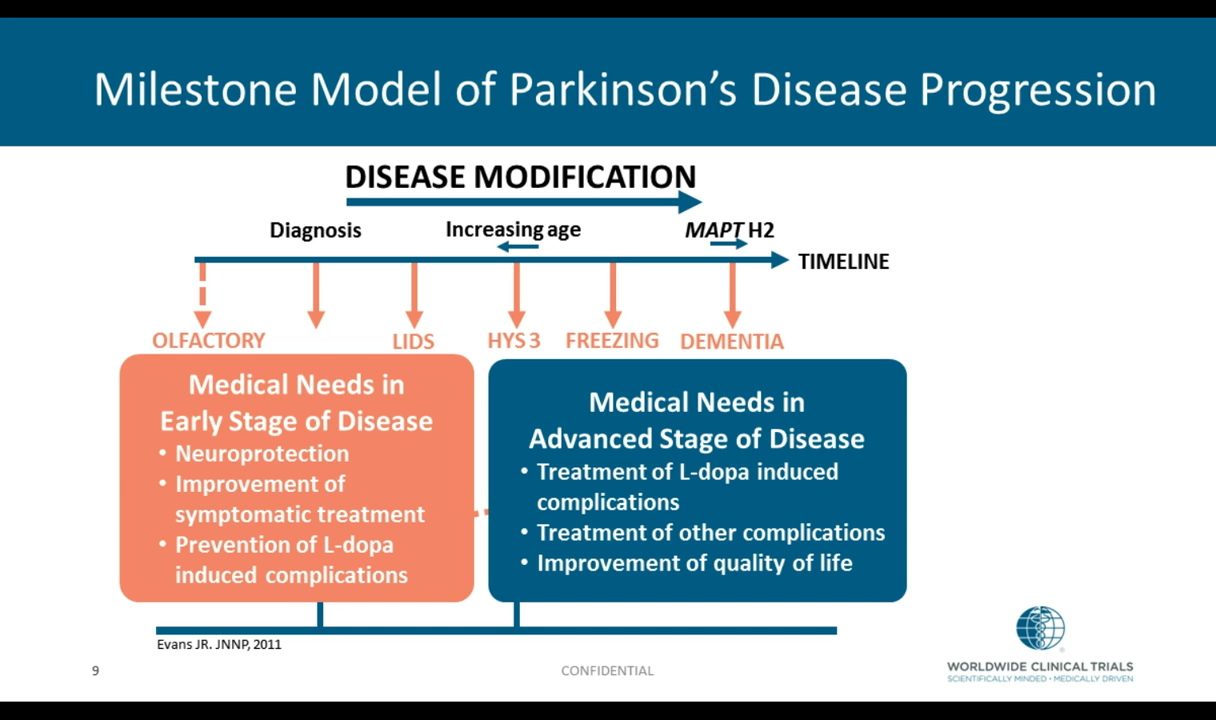 Milestone Model of Parkinson's Disease Progression
DISEASE MODIFICATION
Diagnosis
Increasing age
MAPT H2
TIMELINE
OLFACTORY
LIDS
HYS 3
FREEZING
DEMENTIA
Medical Needs in
Early Stage of Disease
• Neuroprotection
• Improvement of
symptomatic treatment
• Prevention of L-dopa
induced complications
Medical Needs in
Advanced Stage of Disease
• Treatment of L-dopa induced
complications
• Treatment of other complications
• Improvement of quality of life
Evans JR. JNNP, 2011
9
CONFIDENTIAL
WORLDWIDE CLINICAL TRIALS
SCIENTIFICALLY MINDED • MEDICALLY DRIVEN